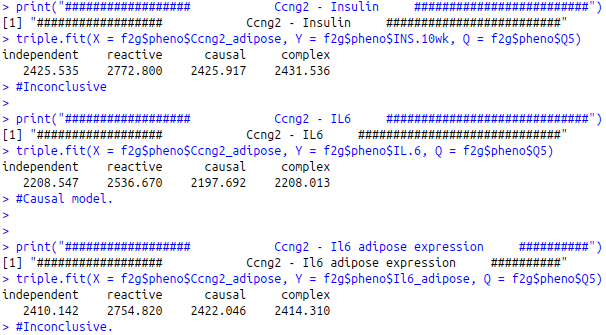 > print("##################            Ccng2 - Insulin     #########################")
[1] "##################            Ccng2 - Insulin     #########################"
> triple.fit(X = f2g$pheno$Ccng2_adipose, Y = f2g$pheno$INS.10wk, Q = f2g$pheno$Q5)
independent    reactive      causal     complex
   2425.535    2772.800    2425.917    2431.536
> #Inconclusive
>
> print("##################            Ccng2 - IL6     #############################")
[1] "##################            Ccng2 - IL6     #############################"
> triple.fit(X = f2g$pheno$Ccng2_adipose, Y = f2g$pheno$IL.6, Q = f2g$pheno$Q5)
independent    reactive      causal     complex
   2208.547    2536.670    2197.692    2208.013
> #Causal model.
>
>
> print("##################            Ccng2 - Il6 adipose expression     ##########")
[1] "##################            Ccng2 - Il6 adipose expression     ##########"
> triple.fit(X = f2g$pheno$Ccng2_adipose, Y = f2g$pheno$Il6_adipose, Q = f2g$pheno$Q5)
independent    reactive      causal     complex
   2410.142    2754.820    2422.046    2414.310
> #Inconclusive.